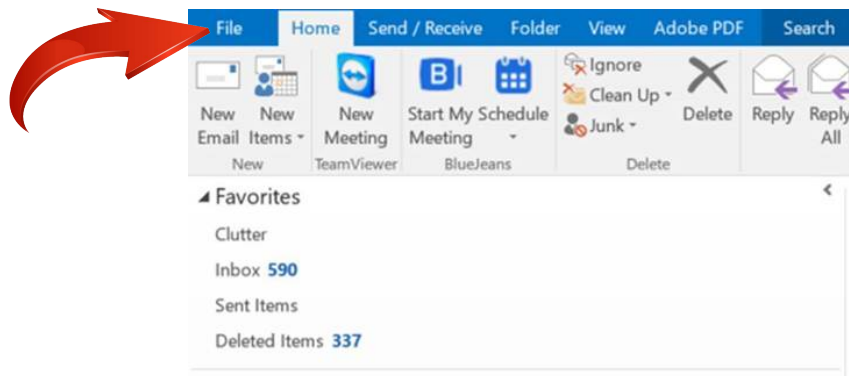 File Home Send / Receive Folder View Adobe PDF Search
Ignore
Clean Up
Junk
New Email
New Items
New Meeting
Start My Meeting
Schedule
Delete
Reply
Reply All
New TeamViewer BlueJeans Delete
Favorites
Clutter
Inbox 590
Sent Items
Deleted Items 337